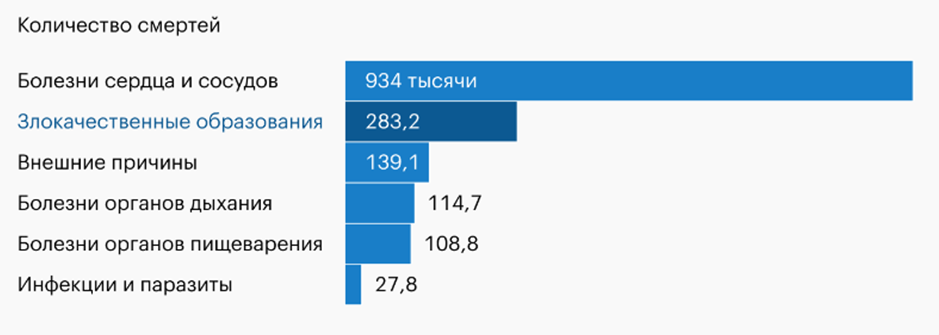 Количество смертей
Болезни сердца и сосудов 934 тысячи
Злокачественные образования 283,2
Внешние причины 139,1
Болезни органов дыхания 114,7
Болезни органов пищеварения 108,8
Инфекции и паразиты 27,8